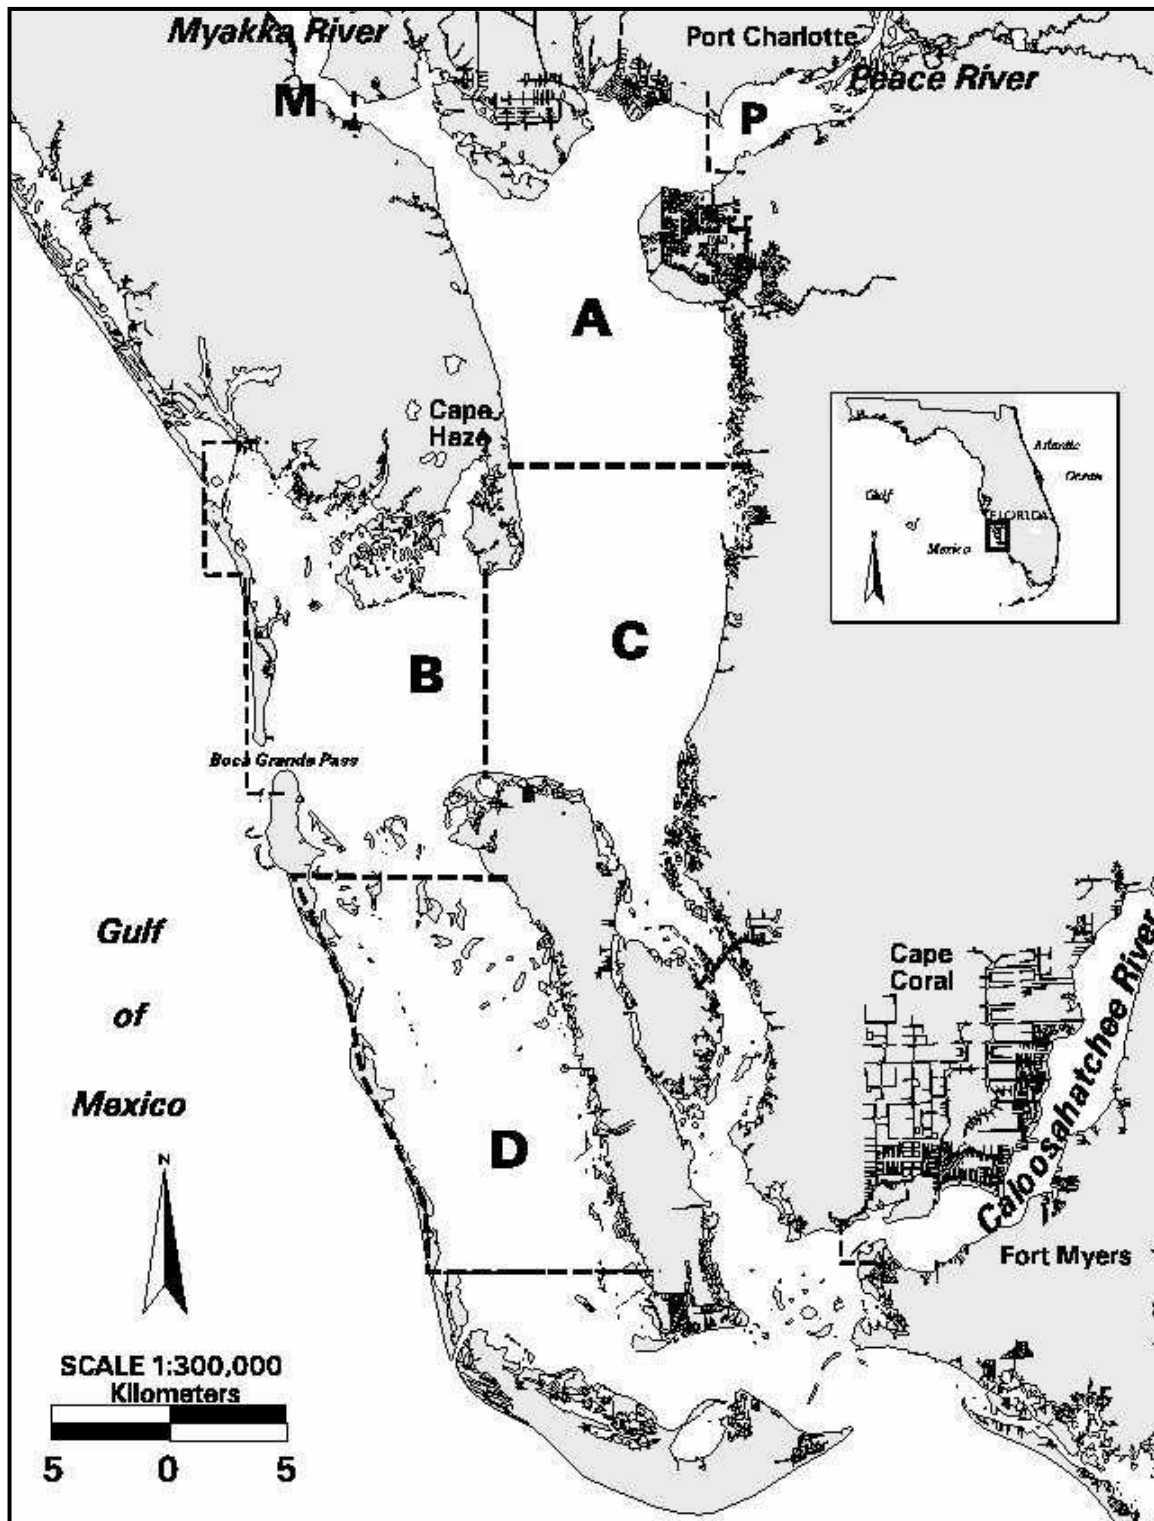 Myakka River
Port Charlotte
Peace River
M
P
A
Cape
Haze
Atlantic
Ocean
Gulf
FLORIDA
N
Mexico
C
B
Boca Grande Pass
Gulf
of
Mexico
Cape
Coral
Caloosahatchee River
D
N
Fort Myers
SCALE 1:300,000
Kilometers
5 0 5